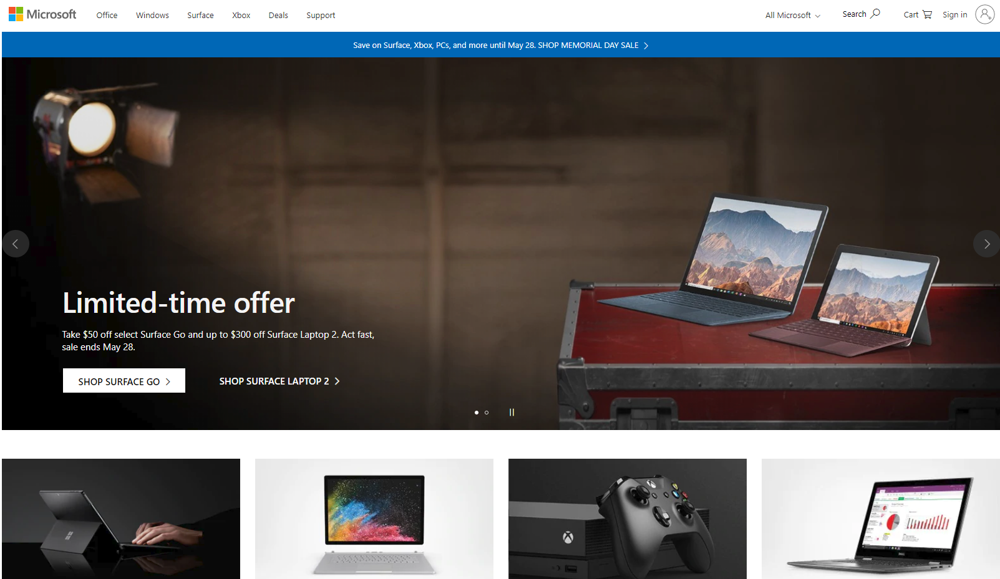 Microsoft
Office
Windows
Surface
Xbox
Deals
Support
All Microsoft
Search
Cart
Sign in
Save on Surface, Xbox, PCs, and more until May 28. SHOP MEMORIAL DAY SALE
Limited-time offer
Take $50 off select Surface Go and up to $300 off Surface Laptop 2. Act fast,
sale ends May 28.
SHOP SURFACE GO
SHOP SURFACE LAPTOP 2
DELL